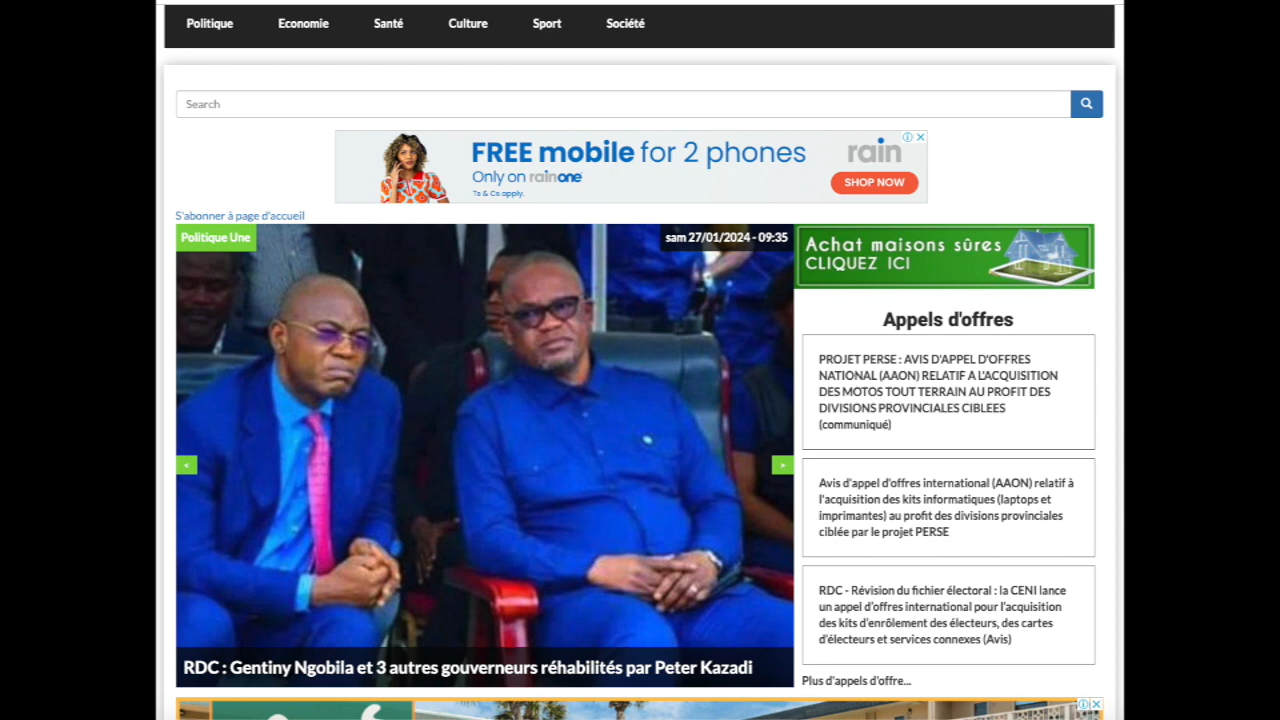 Politique Economie Santé Culture Sport Société
Search
FREE mobile for 2 phones
Only on rainone
Ts & Cs apply.
rain
SHOP NOW
S'abonner à page d'accueil
Politique Une
sam 27/01/2024 - 09:35
<
>
RDC : Gentiny Ngobila et 3 autres gouverneurs réhabilités par Peter Kazadi
Achat maisons sûres
CLIQUEZ ICI
Appels d'offres
PROJET PERSE : AVIS D'APPEL D'OFFRES
NATIONAL (AAON) RELATIF A L'ACQUISITION
DES MOTOS TOUT TERRAIN AU PROFIT DES
DIVISIONS PROVINCIALES CIBLEES
(communiqué)
Avis d'appel d'offres international (AAON) relatif à
l'acquisition des kits informatiques (laptops et
imprimantes) au profit des divisions provinciales
ciblée par le projet PERSE
RDC - Révision du fichier électoral : la CENI lance
un appel d’offres international pour l’acquisition
des kits d’enrôlement des électeurs, des cartes
d’électeurs et services connexes (Avis)
Plus d'appels d'offre...